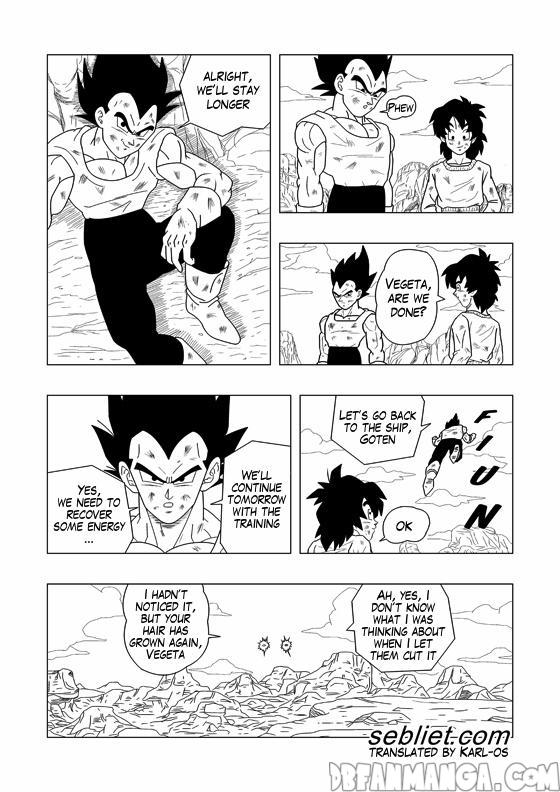 ALRIGHT,
WE'LL STAY
LONGER
PHEW
VEGETA,
ARE WE
DONE?
YES,
WE NEED TO
RECOVER
SOME ENERGY
...
WE'LL
CONTINUE
TOMORROW
WITH THE
TRAINING
LET'S GO BACK
TO THE SHIP,
GOTEN
OK
FIUN
I HADN'T
NOTICED IT,
BUT YOUR
HAIR HAS
GROWN AGAIN,
VEGETA
AH, YES, I
DON'T KNOW
WHAT I WAS
THINKING ABOUT
WHEN I LET
THEM CUT IT
sebliet.com
TRANSLATED BY KARL-OS
DBFANMANGA.COM